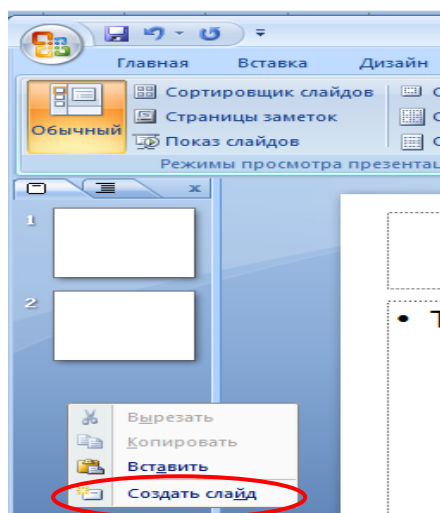 Главная Вставка Дизайн
Обычный
Сортировщик слайдов
Страницы заметок
Показ слайдов
Режимы просмотра
1
2
Вырезать
Копировать
Вставить
Создать слайд